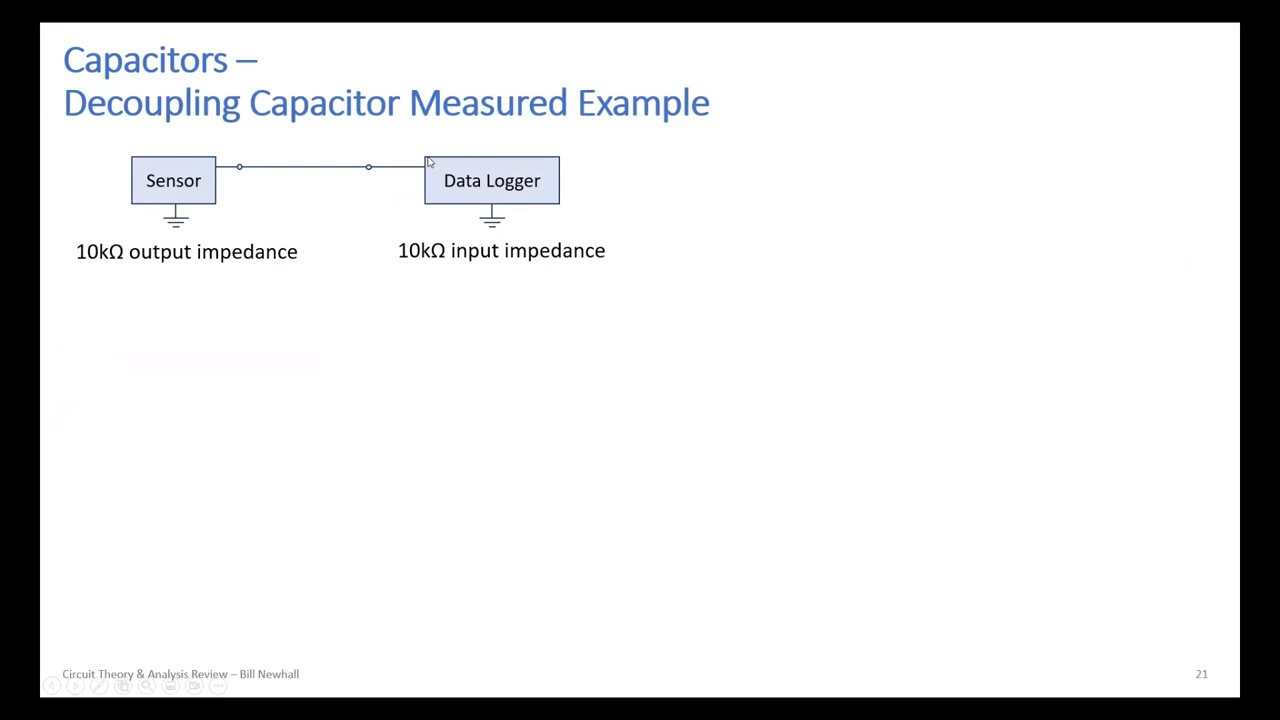 Capacitors –
Decoupling Capacitor Measured Example
Sensor
Data Logger
10kΩ output impedance
10kΩ input impedance
Circuit Theory & Analysis Review – Bill Newhall
21